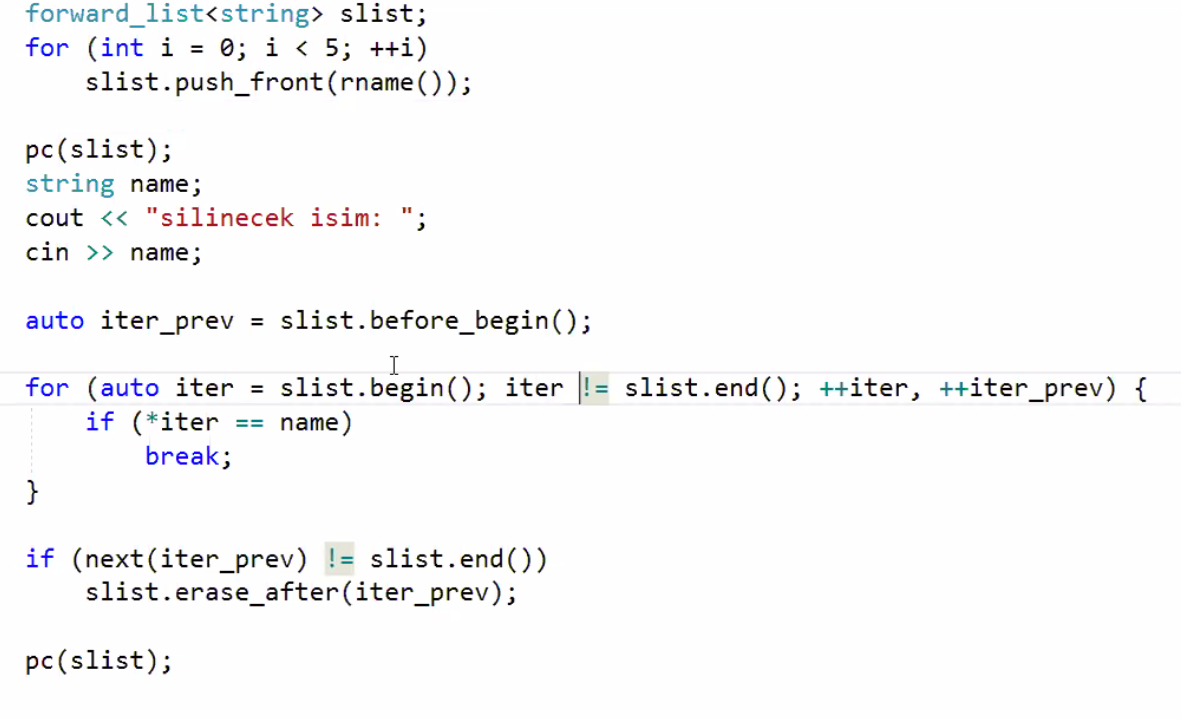 forward_list<string> slist;
for (int i = 0; i < 5; ++i)
slist.push_front(rname());
pc(slist);
string name;
cout << "silinecek isim: ";
cin >> name;
auto iter_prev = slist.before_begin();
for (auto iter = slist.begin(); iter != slist.end(); ++iter, ++iter_prev) {
if (*iter == name)
break;
}
if (next(iter_prev) != slist.end())
slist.erase_after(iter_prev);
pc(slist);